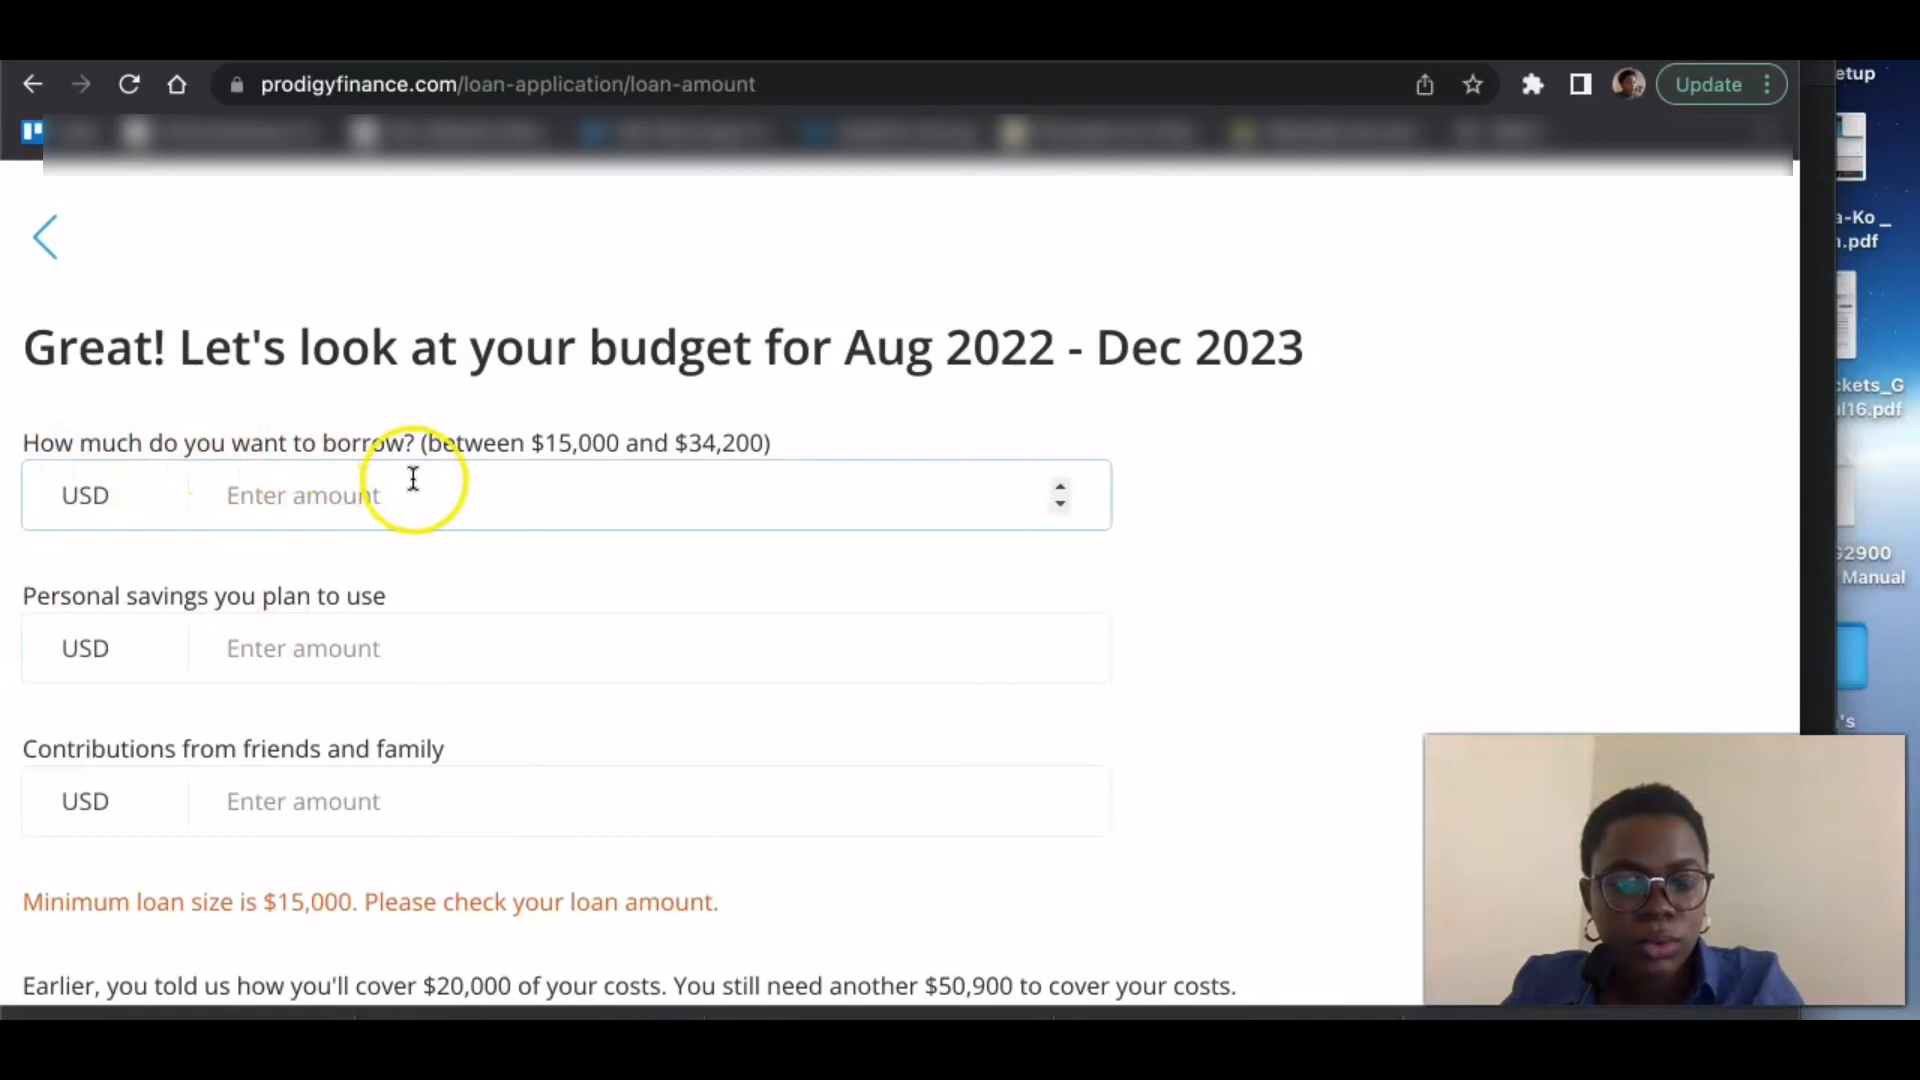 prodigyfinance.com/loan-application/loan-amount
Update
etup
a-Ko _
n.pdf
Great! Let's look at your budget for Aug 2022 - Dec 2023
ckets_G
ul16.pdf
How much do you want to borrow? (between $15,000 and $34,200)
USD
Enter amount
G2900
Manual
Personal savings you plan to use
USD
Enter amount
's
Contributions from friends and family
USD
Enter amount
Minimum loan size is $15,000. Please check your loan amount.
Earlier, you told us how you'll cover $20,000 of your costs. You still need another $50,900 to cover your costs.